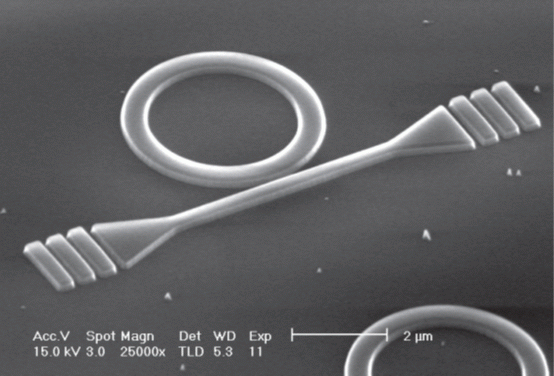 Acc.V Spot Magn Det WD Exp 2 µm
15.0 kV 3.0 25000x TLD 5.3 11